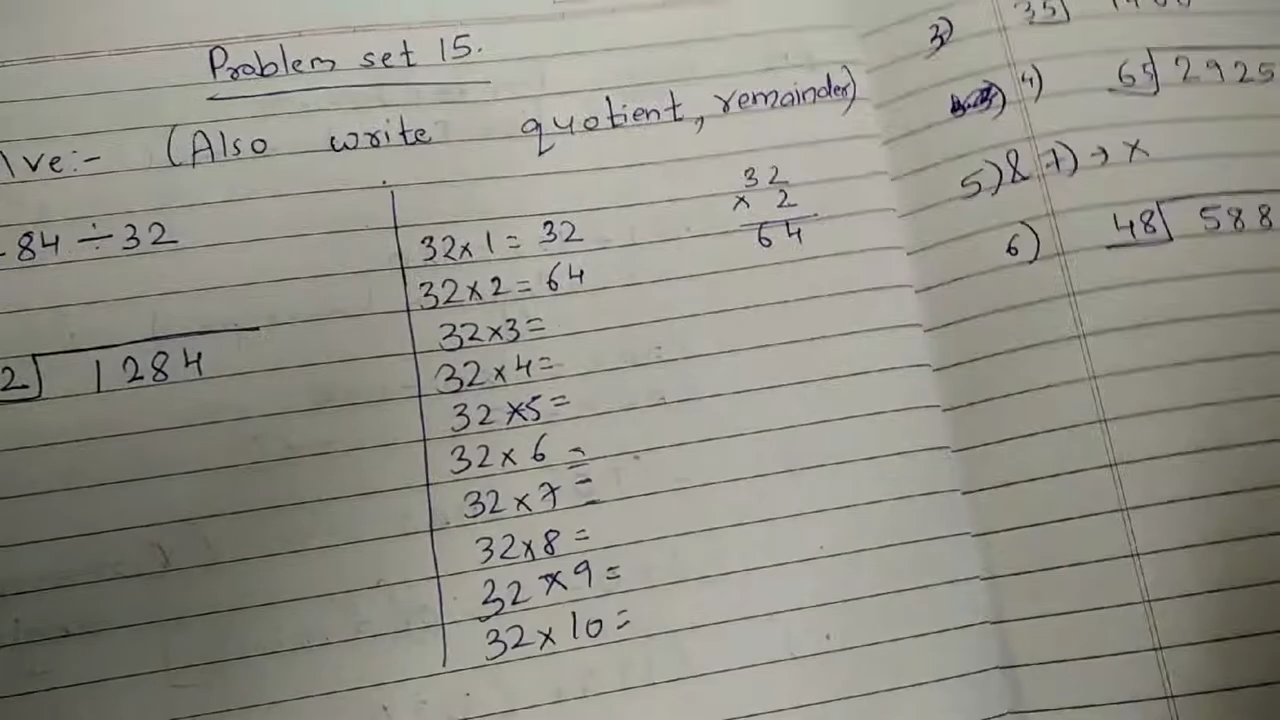 Problem set 15.
lve:- (Also write quotient, remainder)
84 ÷ 32
2) 1284
32 × 1 = 32
32 × 2 = 64
32 × 3 =
32 × 4 =
32 × 5 =
32 × 6 =
32 × 7 =
32 × 8 =
32 × 9 =
32 × 10 =
32
× 2
64
3) 35)
4) 65) 2925
5) & 7) → ×
6) 48) 588